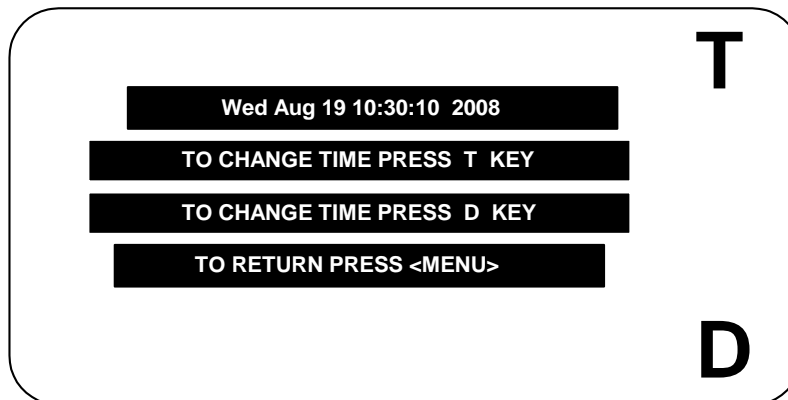 T
Wed Aug 19 10:30:10 2008
TO CHANGE TIME PRESS T KEY
TO CHANGE TIME PRESS D KEY
TO RETURN PRESS <MENU>
D